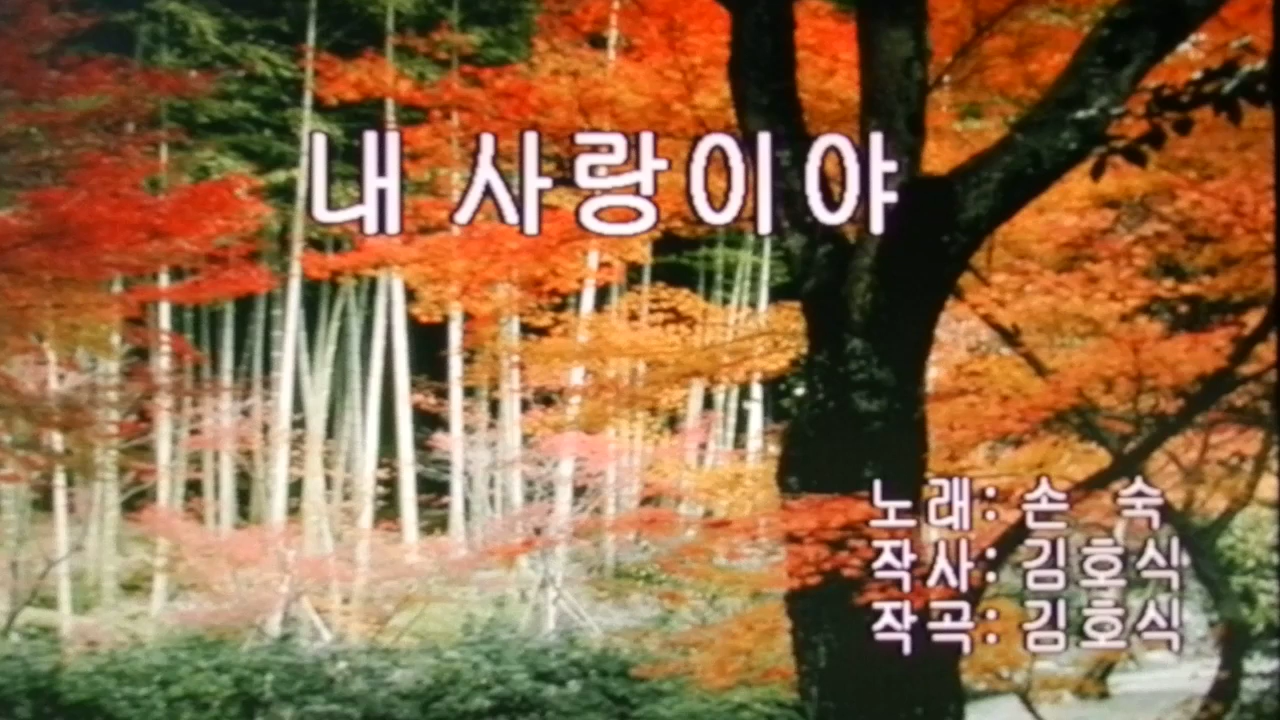 내 사랑이야
노래: 손 숙
작사: 김호식
작곡: 김호식